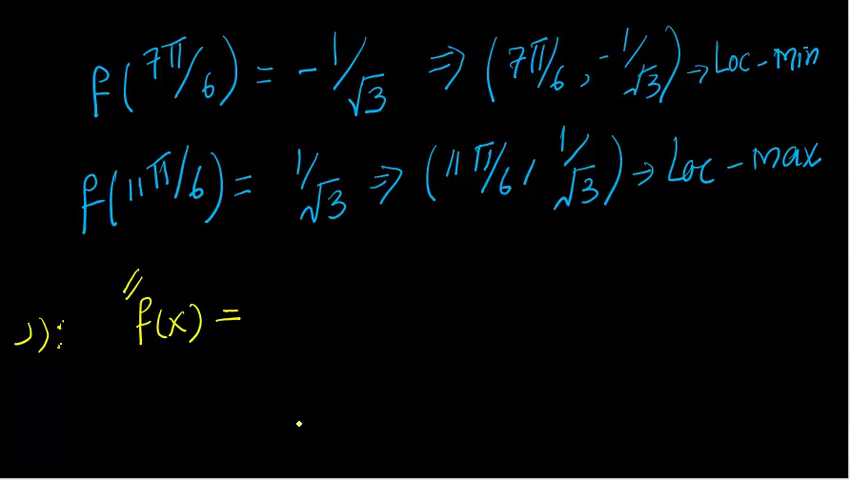 f(7π/6) = -1/√3 ⇒ (7π/6, -1/√3) → Loc-min
f(11π/6) = 1/√3 ⇒ (11π/6, 1/√3) → Loc-max
f''(x) =